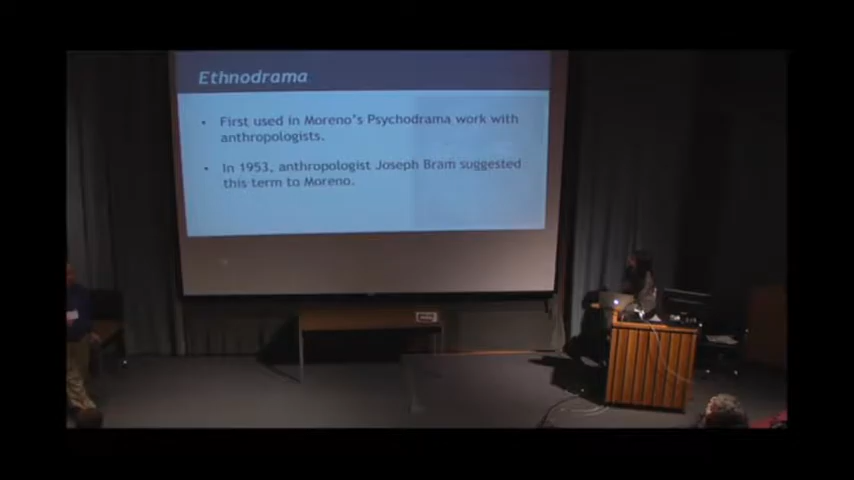 Ethnodrama
• First used in Moreno's Psychodrama work with
anthropologists.
• In 1953, anthropologist Joseph Bram suggested
this term to Moreno.